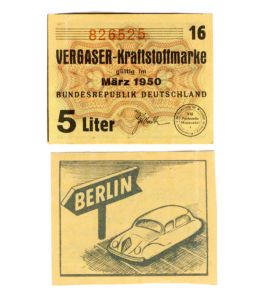 826525 16
VERGASER-Kraftstoffmarke
gültig im
März 1950
BUNDESREPUBLIK DEUTSCHLAND
5 Liter
BERLIN